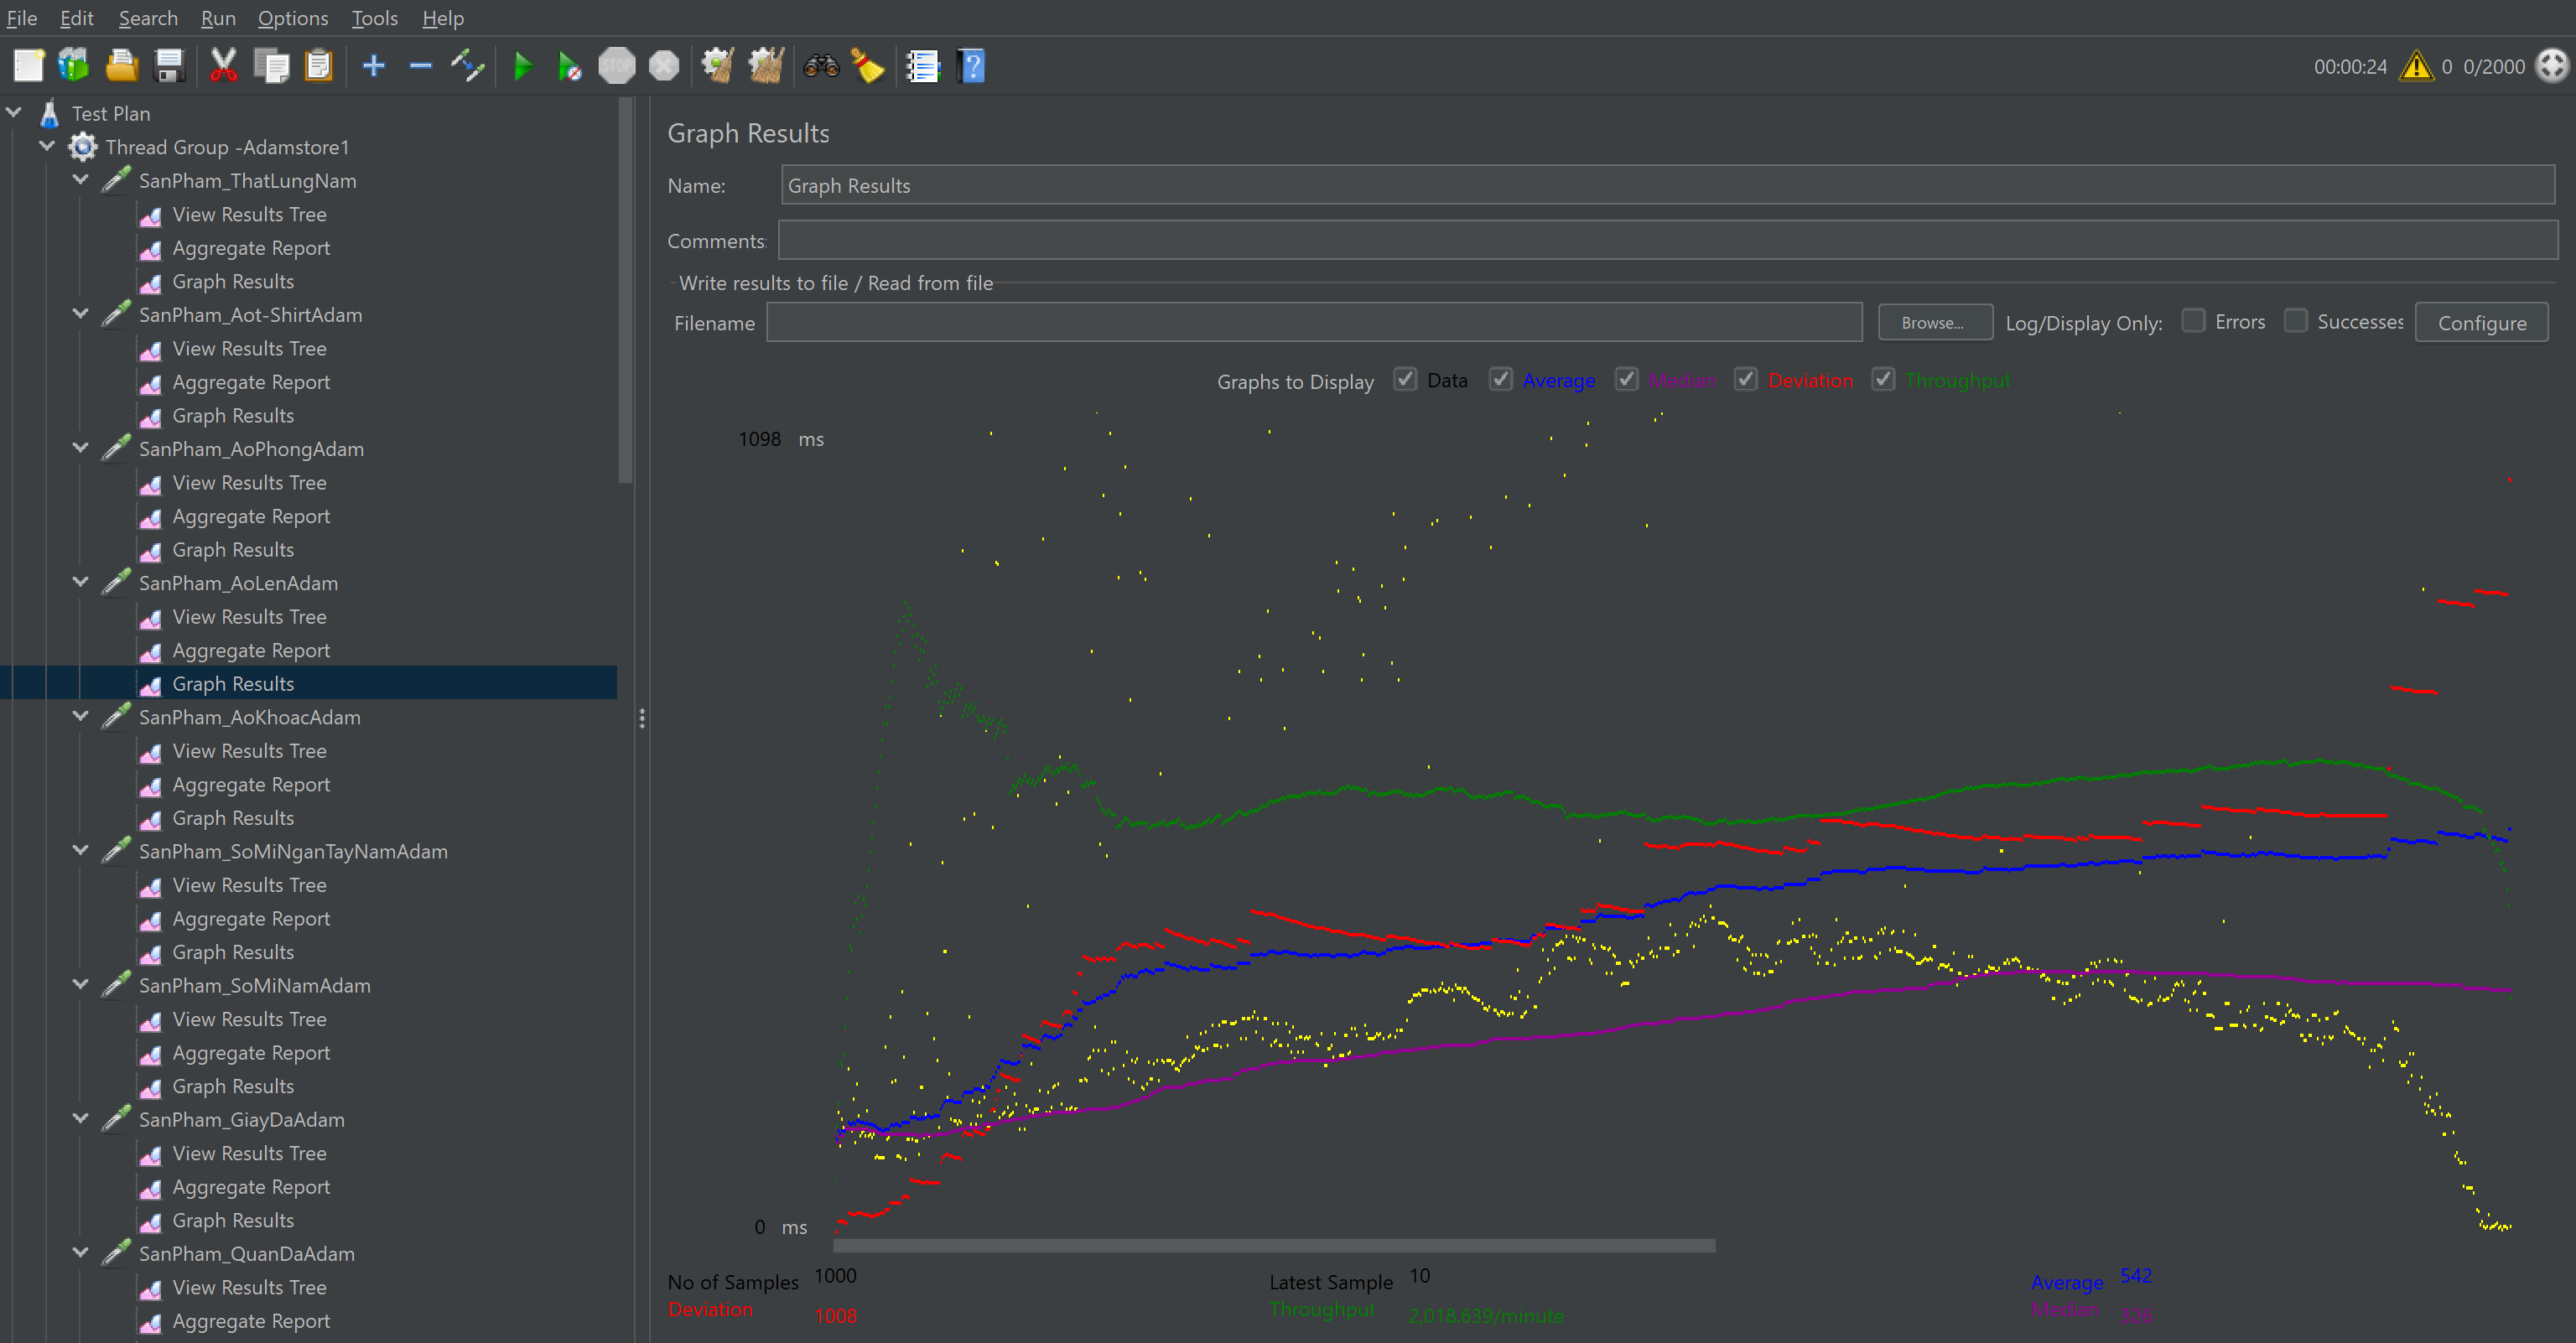 File Edit Search Run Options Tools Help
STOP
00:00:24 0 0/2000
Test Plan
Thread Group -Adamstore1
SanPham_ThatLungNam
View Results Tree
Aggregate Report
Graph Results
SanPham_Aot-ShirtAdam
View Results Tree
Aggregate Report
Graph Results
SanPham_AoPhongAdam
View Results Tree
Aggregate Report
Graph Results
SanPham_AoLenAdam
View Results Tree
Aggregate Report
Graph Results
SanPham_AoKhoacAdam
View Results Tree
Aggregate Report
Graph Results
SanPham_SoMiNganTayNamAdam
View Results Tree
Aggregate Report
Graph Results
SanPham_SoMiNamAdam
View Results Tree
Aggregate Report
Graph Results
SanPham_GiayDaAdam
View Results Tree
Aggregate Report
Graph Results
SanPham_QuanDaAdam
View Results Tree
Aggregate Report
Graph Results
Name: Graph Results
Comments:
Write results to file / Read from file
Filename Browse... Log/Display Only: Errors Successes Configure
Graphs to Display Data Average Median Deviation Throughput
1098 ms
0 ms
No of Samples 1000 Latest Sample 10 Average 542
Deviation 1008 Throughput 2,018.639/minute Median 326